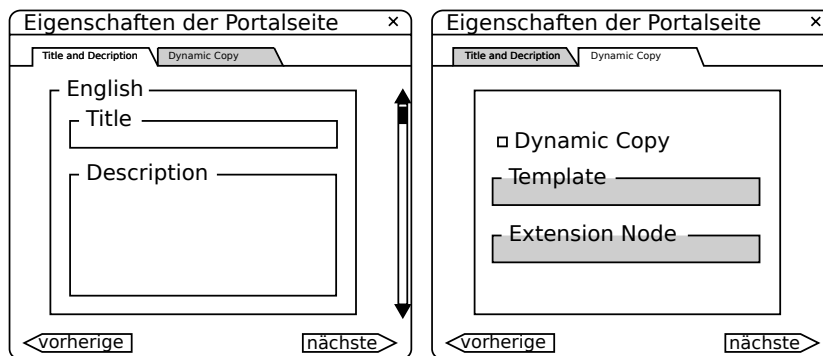 Eigenschaften der Portalseite ×
Title and Decription Dynamic Copy
English
Title
Description
vorherige nächste
Eigenschaften der Portalseite ×
Title and Decription Dynamic Copy
Dynamic Copy
Template
Extension Node
vorherige nächste